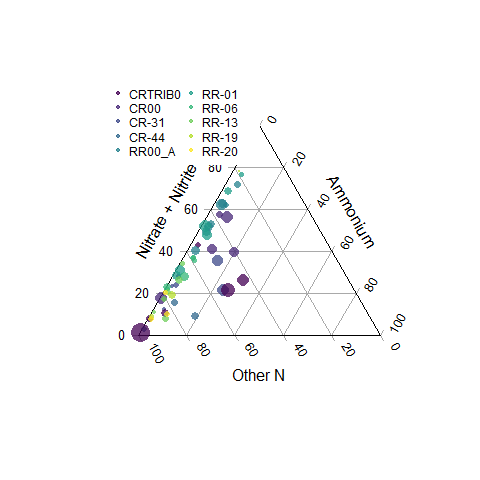 CRTRIB0
CR00
CR-31
CR-44
RR00_A
RR-01
RR-06
RR-13
RR-19
RR-20
0
20
40
60
80
100
Ammonium
80
60
40
20
0
Nitrate + Nitrite
100
80
60
40
20
0
Other N